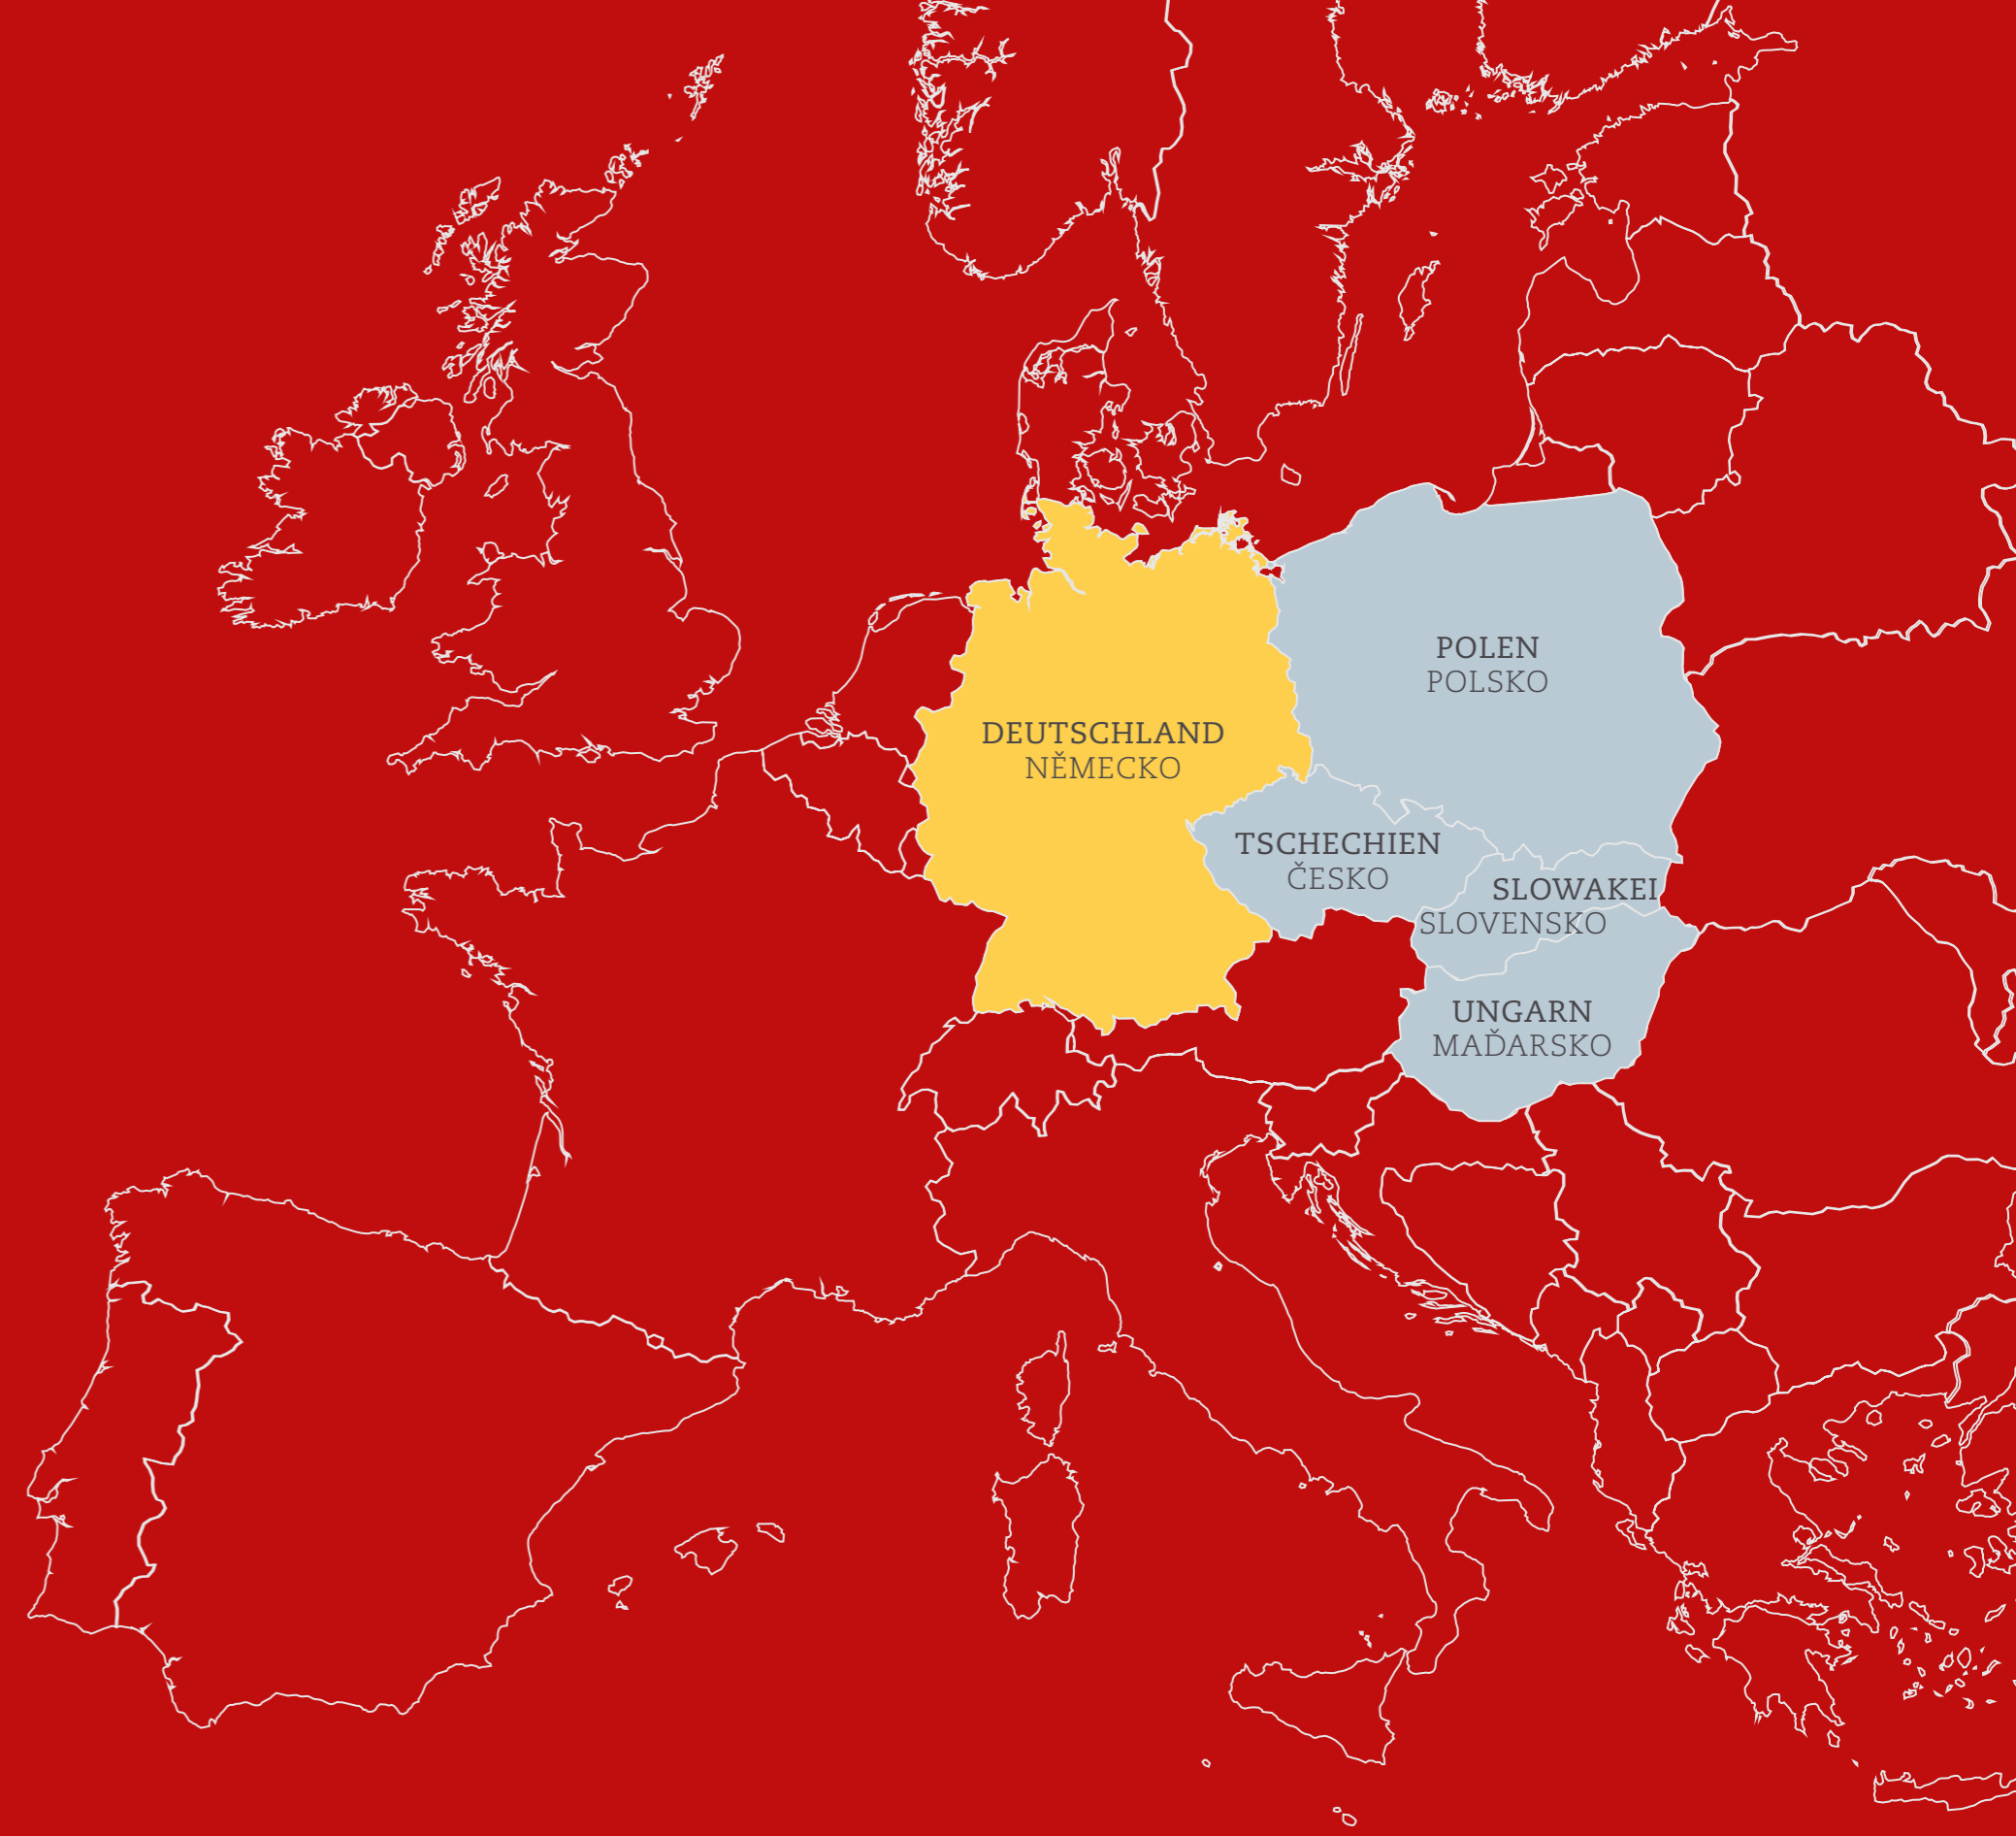 POLEN
POLSKO
DEUTSCHLAND
NĚMECKO
TSCHECHIEN
ČESKO
SLOWAKEI
SLOVENSKO
UNGARN
MAĎARSKO